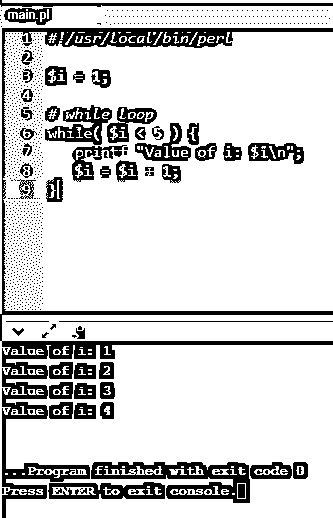 main.pl
1 #!/usr/local/bin/perl
2
3 $i = 1;
4
5 # while loop
6 while( $i < 5 ) {
7 printf "Value of i: $i\n";
8 $i = $i + 1;
9 }
Value of i: 1
Value of i: 2
Value of i: 3
Value of i: 4
...Program finished with exit code 0
Press ENTER to exit console.